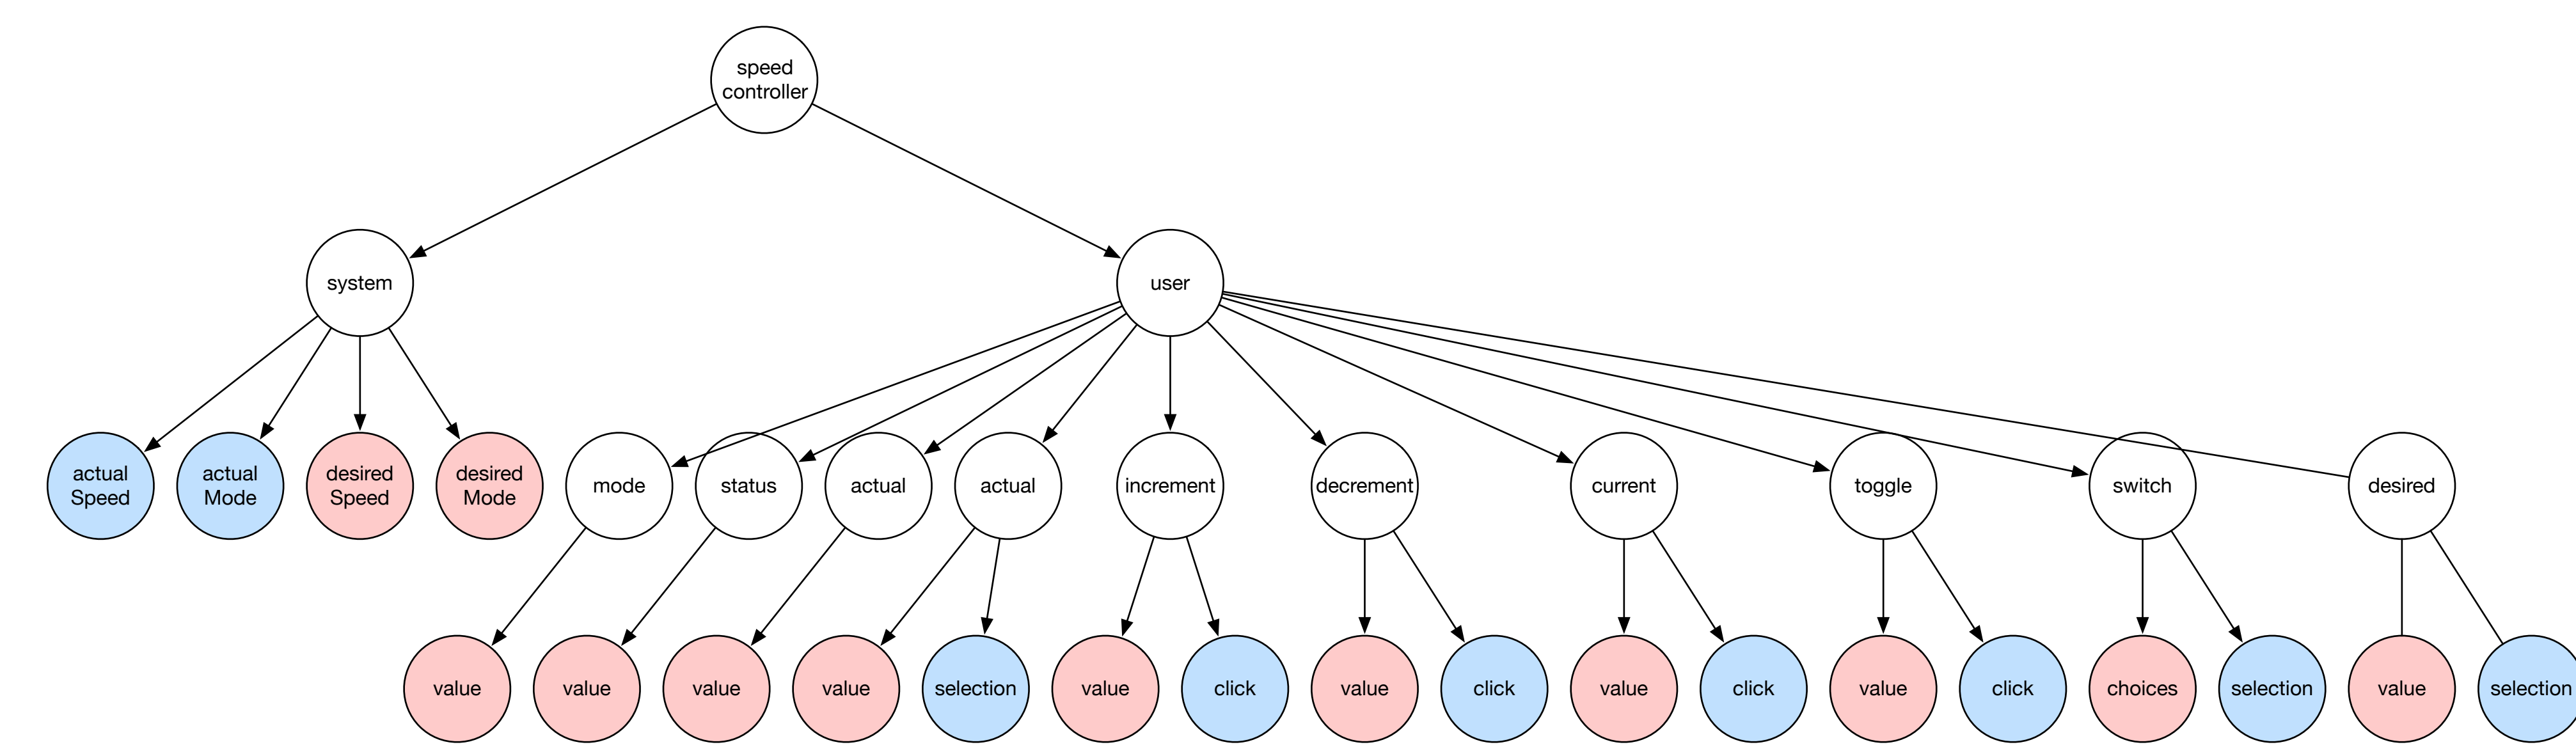 speed
controller
system
user
actual
Speed
actual
Mode
desired
Speed
desired
Mode
mode
status
actual
actual
increment
decrement
current
toggle
switch
desired
value
value
value
value
selection
value
click
value
click
value
click
value
click
choices
selection
value
selection